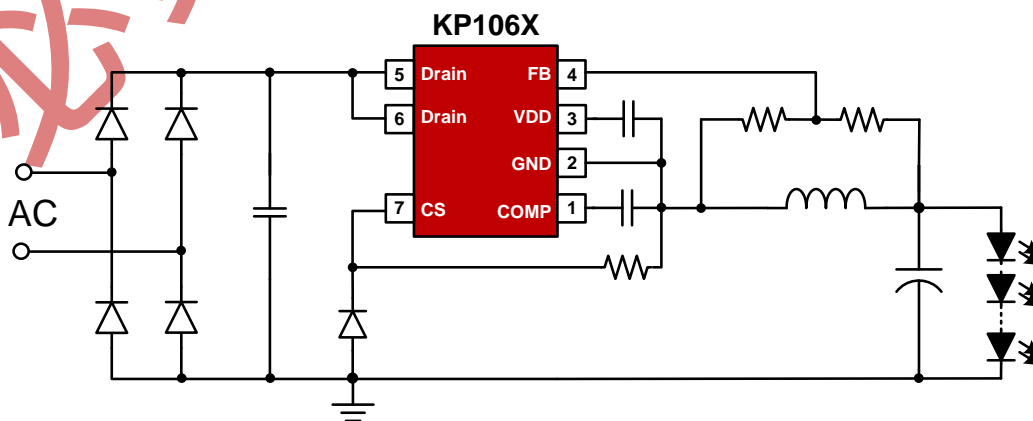 KP106X
5 Drain FB 4
6 Drain VDD 3
GND 2
7 CS COMP 1
AC